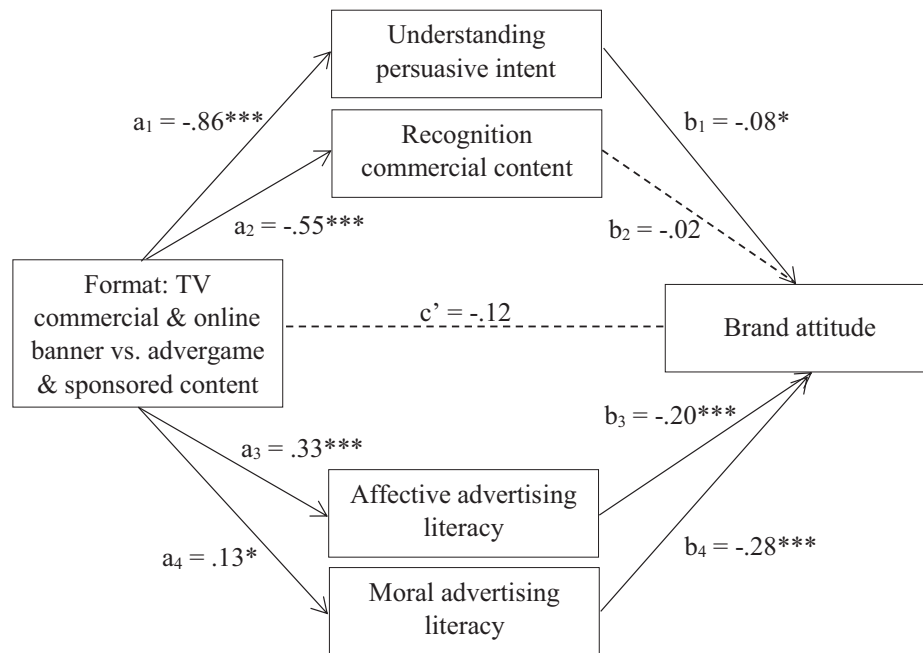 Understanding
persuasive intent
a₁ = -.86***
b₁ = -.08*
Recognition
commercial content
a₂ = -.55***
b₂ = -.02
Format: TV
commercial & online
banner vs. advergame
& sponsored content
c’ = -.12
Brand attitude
a₃ = .33***
b₃ = -.20***
Affective advertising
literacy
a₄ = .13*
b₄ = -.28***
Moral advertising
literacy